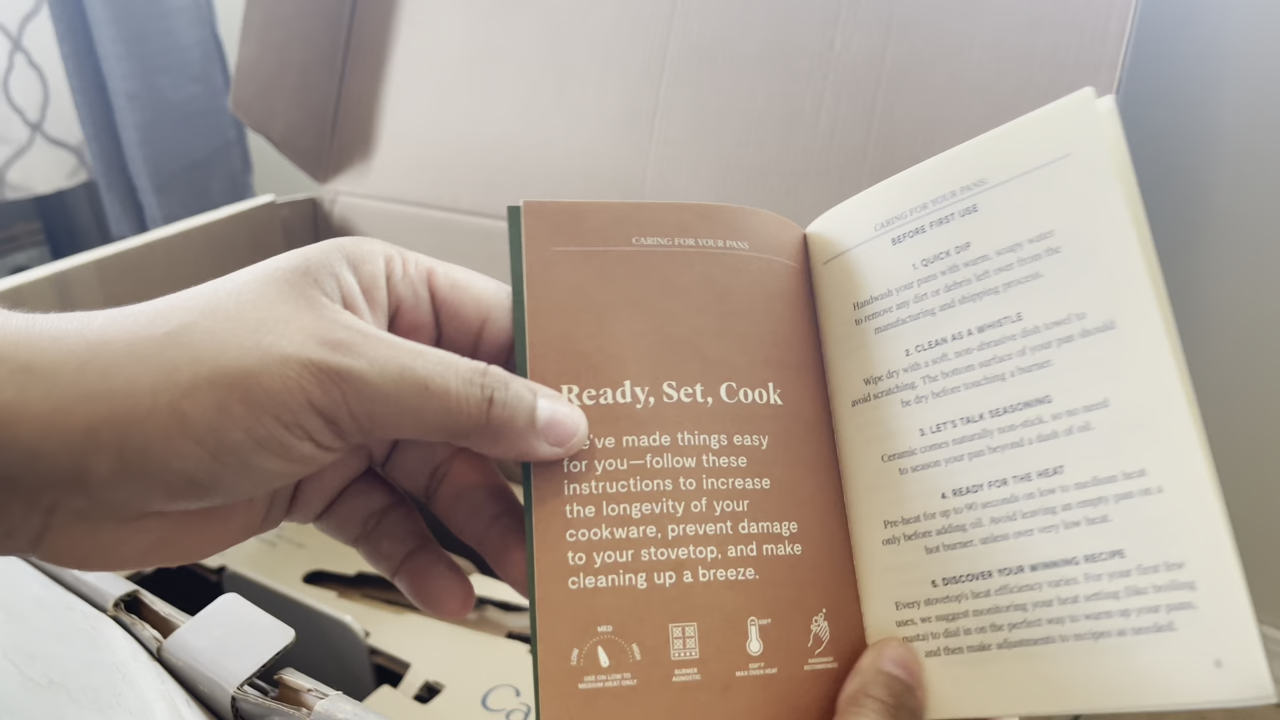 CARING FOR YOUR PANS
Ready, Set, Cook
've made things easy
for you—follow these
instructions to increase
the longevity of your
cookware, prevent damage
to your stovetop, and make
cleaning up a breeze.
LOW
MED
HIGH
USE ON LOW TO
MEDIUM HEAT ONLY
BURNER
AGNOSTIC
550°F
550°F
MAX OVEN HEAT
HANDWASH
RECOMMENDED
CARING FOR YOUR PANS
BEFORE FIRST USE
1. QUICK DIP
Handwash your pans with warm, soapy water
to remove any dirt or debris left over from the
manufacturing and shipping process.
2. CLEAN AS A WHISTLE
Wipe dry with a soft, non-abrasive dish towel to
avoid scratching. The bottom surface of your pan should
be dry before touching a burner.
3. LET'S TALK SEASONING
Ceramic comes naturally non-stick, so no need
to season your pan beyond a dash of oil.
4. READY FOR THE HEAT
Pre-heat for up to 90 seconds on low to medium heat
only before adding oil. Avoid leaving an empty pan on a
hot burner, unless over very low heat.
5. DISCOVER YOUR WINNING RECIPE
Every stovetop's heat efficiency varies. For your first few
uses, we suggest monitoring your heat setting (like boiling
pasta) to dial in on the perfect way to warm up your pans,
and then make adjustments to recipes as needed.
Ca